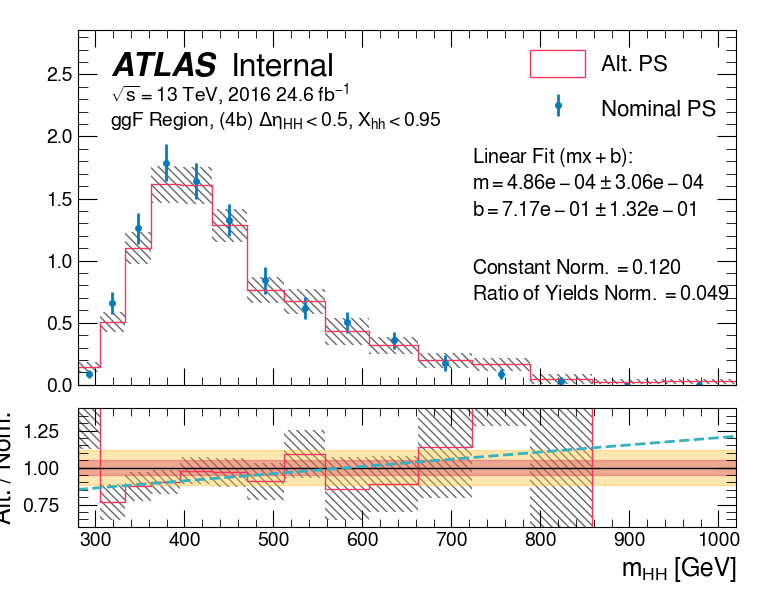 ATLAS Internal
√s = 13 TeV, 2016 24.6 fb⁻¹
ggF Region, (4b) Δη_HH < 0.5, X_hh < 0.95
Alt. PS
Nominal PS
Linear Fit (mx + b):
m = 4.86e − 04 ± 3.06e − 04
b = 7.17e − 01 ± 1.32e − 01
Constant Norm. = 0.120
Ratio of Yields Norm. = 0.049
2.5
2.0
1.5
1.0
0.5
0.0
Alt. / Nom.
1.25
1.00
0.75
300 400 500 600 700 800 900 1000
m_HH [GeV]